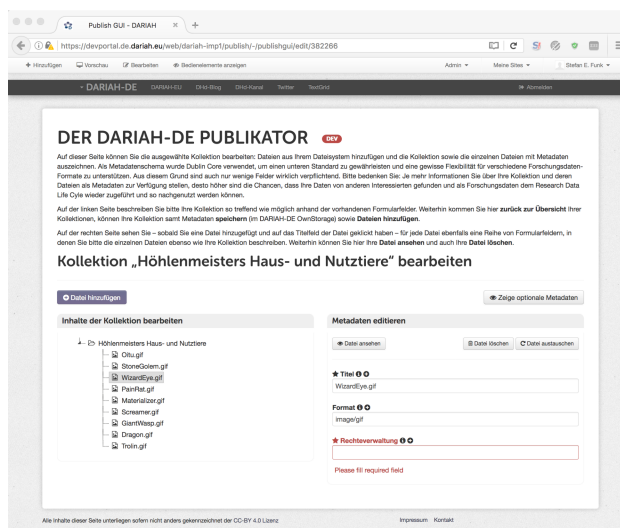 Publish GUI - DARIAH
https://devportal.de.dariah.eu/web/dariah-imp1/publish/-/publishgui/edit/382266
Hinzufügen Vorschau Bearbeiten Bedienelemente anzeigen Admin Meine Sites Stefan E. Funk
DARIAH-DE DARIAH-EU DHd-Blog DHd-Kanal Twitter TextGrid Abmelden
DER DARIAH-DE PUBLIKATOR DEV
Auf dieser Seite können Sie die ausgewählte Kollektion bearbeiten: Dateien aus Ihrem Dateisystem hinzufügen und die Kollektion sowie die einzelnen Dateien mit Metadaten
auszeichnen. Als Metadatenschema wurde Dublin Core verwendet, um einen unteren Standard zu gewährleisten und eine gewisse Flexibilität für verschiedene Forschungsdaten-
Formate zu unterstützen. Aus diesem Grund sind auch nur wenige Felder wirklich verpflichtend. Bitte bedenken Sie: Je mehr Informationen Sie über Ihre Kollektion und deren
Dateien als Metadaten zur Verfügung stellen, desto höher sind die Chancen, dass Ihre Daten von anderen Interessierten gefunden und als Forschungsdaten dem Research Data
Life Cyle wieder zugeführt und so nachgenutzt werden können.
Auf der linken Seite beschreiben Sie bitte Ihre Kollektion so treffend wie möglich anhand der vorhandenen Formularfelder. Weiterhin kommen Sie hier zurück zur Übersicht Ihrer
Kollektionen, können Ihre Kollektion samt Metadaten speichern (im DARIAH-DE OwnStorage) sowie Dateien hinzufügen.
Auf der rechten Seite sehen Sie – sobald Sie eine Datei hinzugefügt und auf das Titelfeld der Datei geklickt haben – für jede Datei ebenfalls eine Reihe von Formularfeldern, in
denen Sie bitte die einzelnen Dateien ebenso wie Ihre Kollektion beschreiben. Weiterhin können Sie hier Ihre Datei ansehen und auch Ihre Datei löschen.
Kollektion „Höhlenmeisters Haus- und Nutztiere" bearbeiten
Datei hinzufügen Zeige optionale Metadaten
Inhalte der Kollektion bearbeiten
Höhlenmeisters Haus- und Nutztiere
Oitu.gif
StoneGolem.gif
WizardEye.gif
PainRat.gif
Materializer.gif
Screamer.gif
GiantWasp.gif
Dragon.gif
Trolin.gif
Metadaten editieren
Datei ansehen Datei löschen Datei austauschen
Titel
WizardEye.gif
Format
image/gif
Rechteverwaltung
Please fill required field
Alle Inhalte dieser Seite unterliegen sofern nicht anders gekennzeichnet der CC-BY 4.0 Lizenz Impressum Kontakt